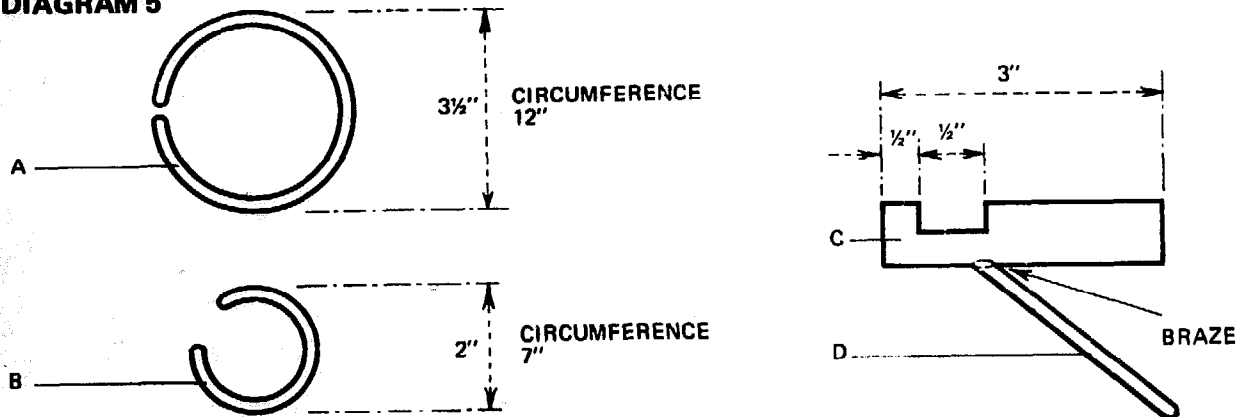 DIAGRAM 5
3½"
CIRCUMFERENCE
12"
A
2"
CIRCUMFERENCE
7"
B
3"
½"
½"
C
BRAZE
D